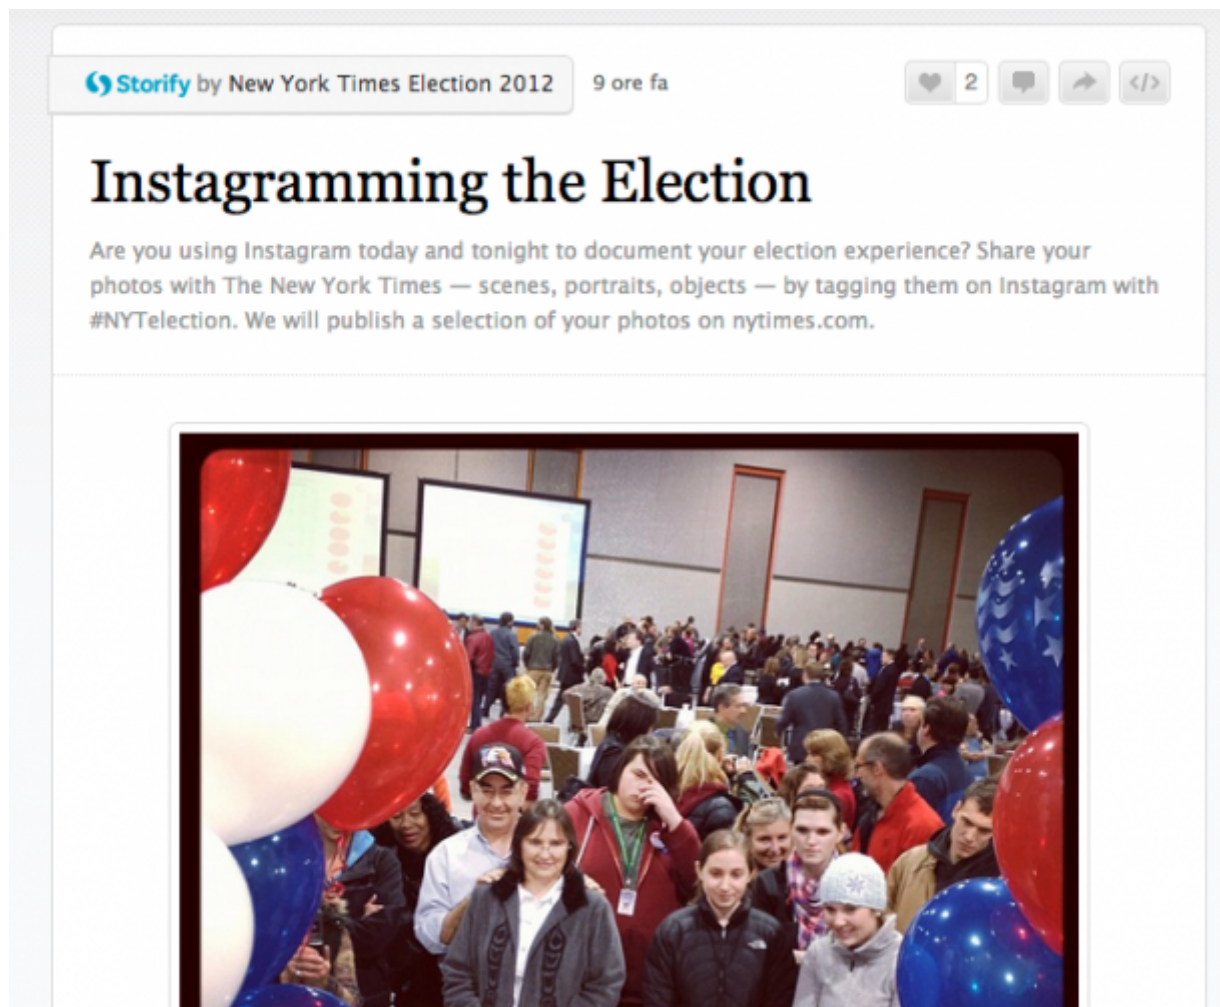 Storify by New York Times Election 2012 9 ore fa 2 </>
Instagramming the Election
Are you using Instagram today and tonight to document your election experience? Share your
photos with The New York Times — scenes, portraits, objects — by tagging them on Instagram with
#NYTelection. We will publish a selection of your photos on nytimes.com.